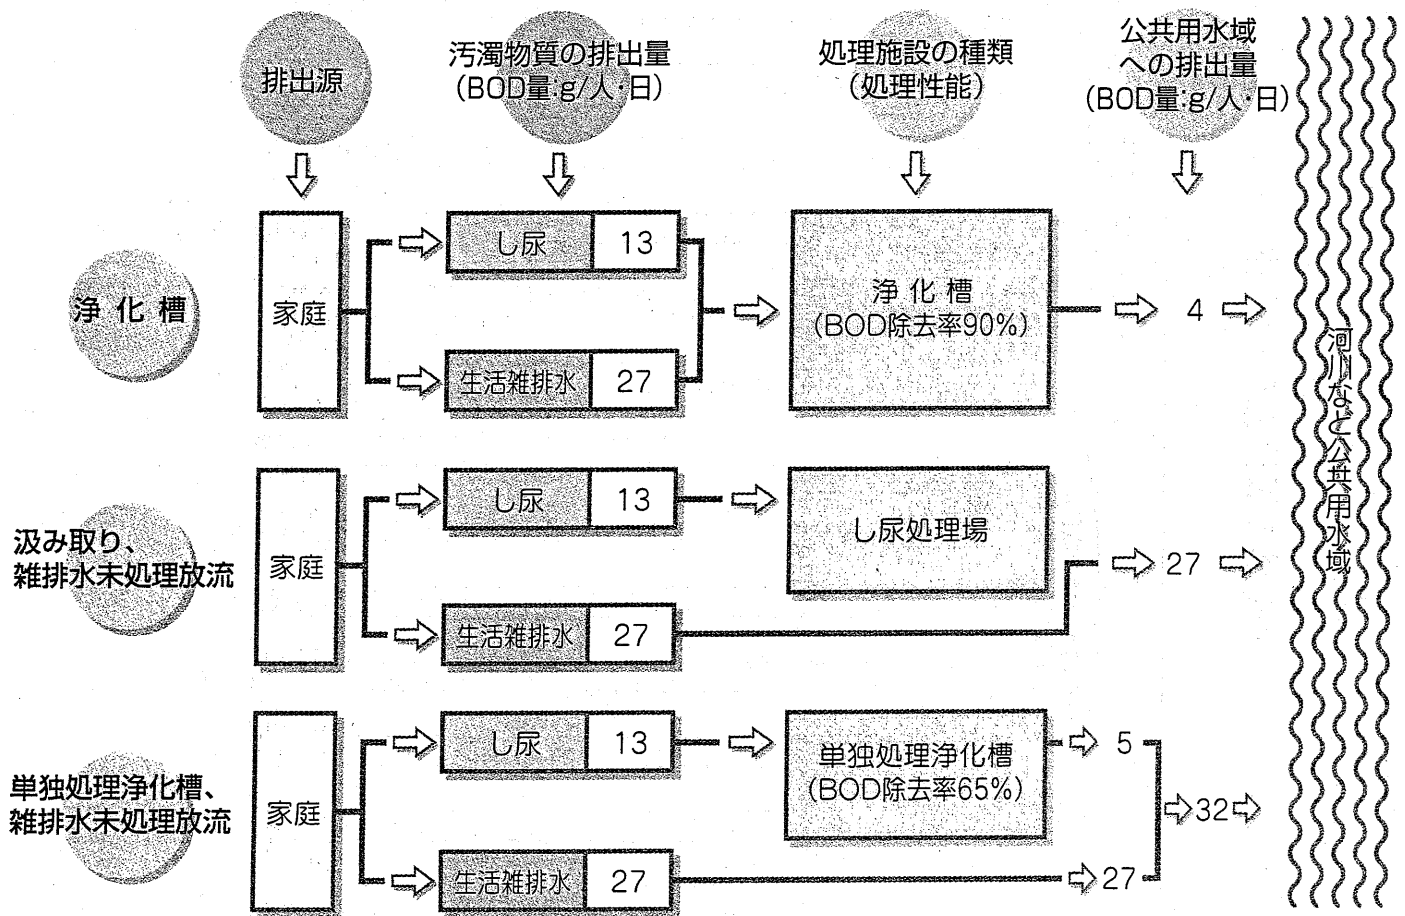 排出源
汚濁物質の排出量
(BOD量:g/人・日)
処理施設の種類
(処理性能)
公共用水域
への排出量
(BOD量:g/人・日)
浄化槽
家庭
し尿 13
生活雑排水 27
浄化槽
(BOD除去率90%)
4
汲み取り、
雑排水未処理放流
家庭
し尿 13
生活雑排水 27
し尿処理場
27
単独処理浄化槽、
雑排水未処理放流
家庭
し尿 13
生活雑排水 27
単独処理浄化槽
(BOD除去率65%)
5
27
32
河川など公共用水域